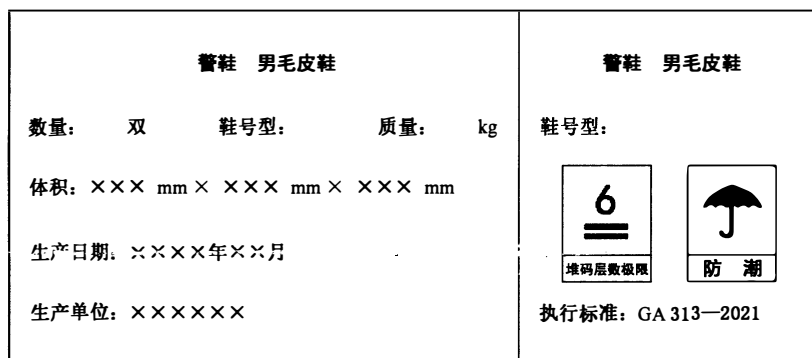 警鞋 男毛皮鞋
数量： 双 鞋号型： 质量： kg
体积：××× mm × ××× mm × ××× mm
生产日期：××××年××月
生产单位：××××××
警鞋 男毛皮鞋
鞋号型：
6
堆码层数极限
防 潮
执行标准：GA 313—2021